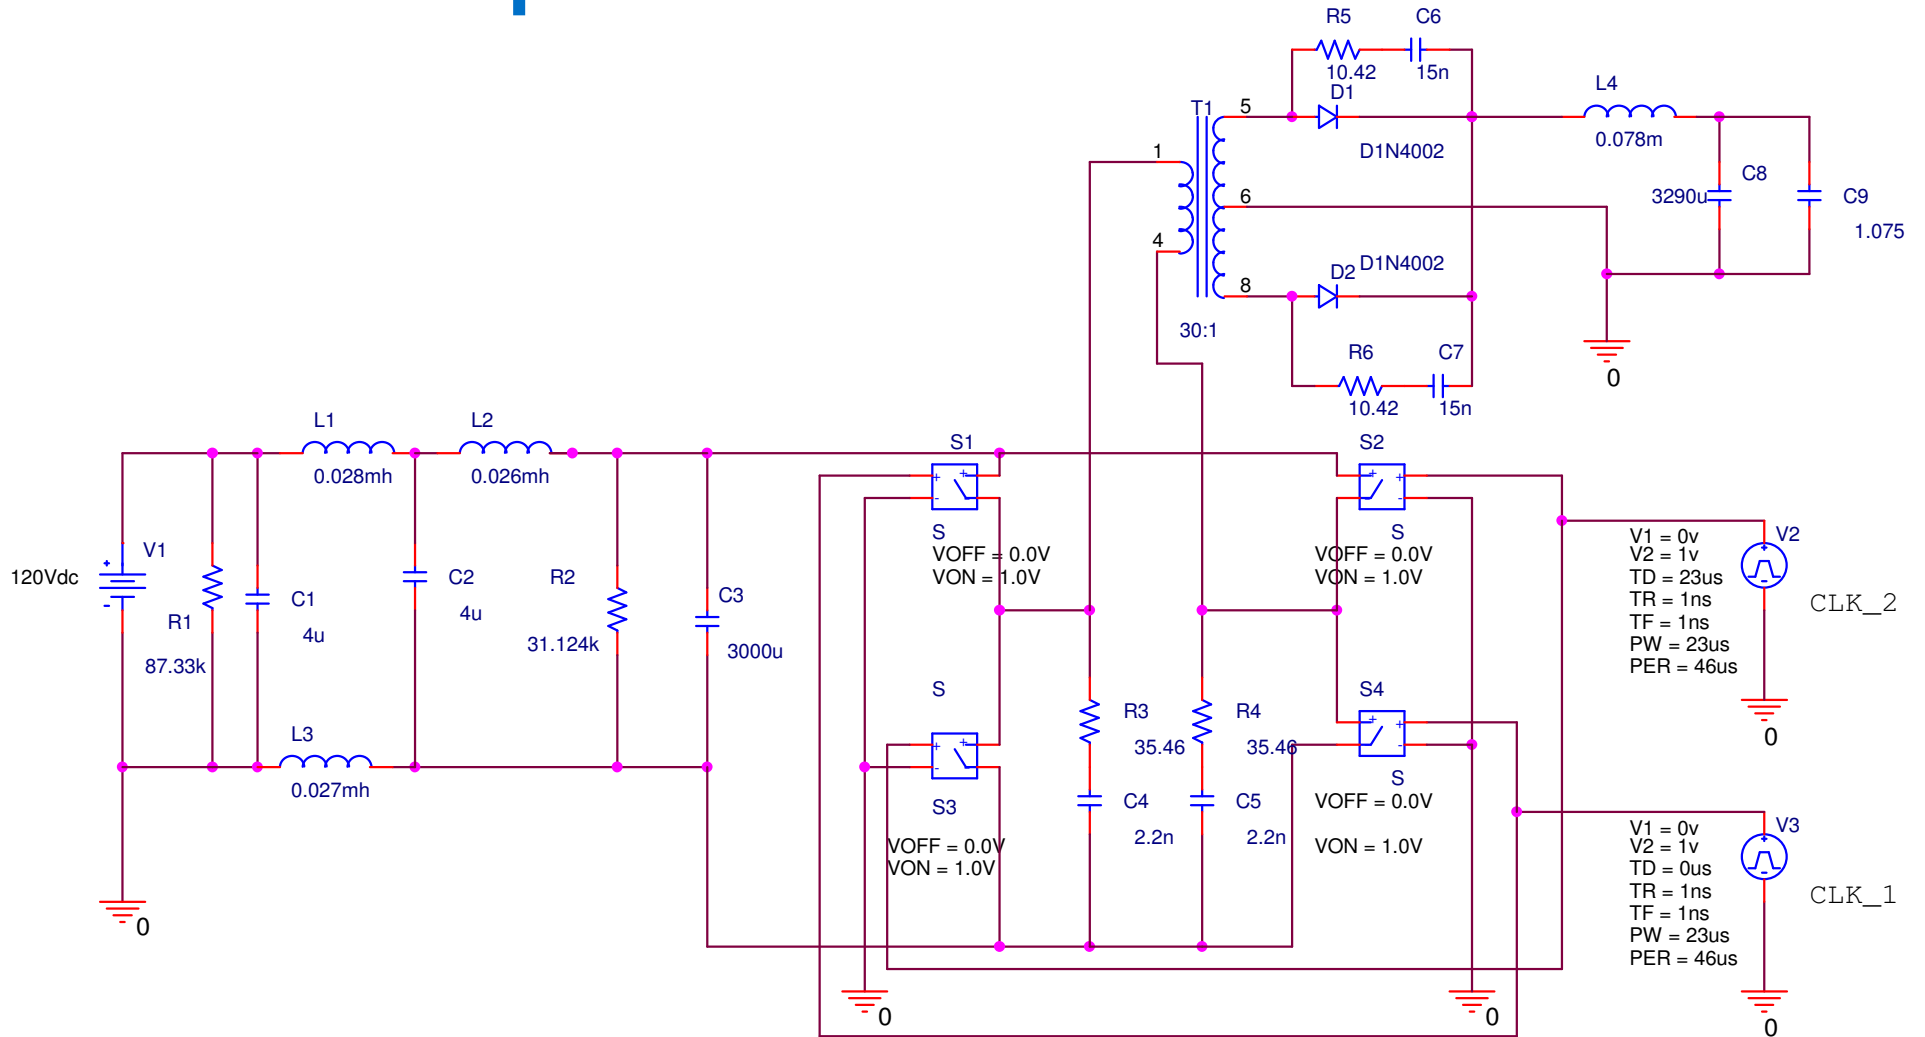 R5
C6
10.42
15n
D1
D1N4002
T1
5
1
6
4
8
30:1
L4
0.078m
C8
3290u
C9
1.075
D2
D1N4002
R6
C7
10.42
15n
0
L1
0.028mh
L2
0.026mh
S1
S
VOFF = 0.0V
VON = 1.0V
S2
S
VOFF = 0.0V
VON = 1.0V
120Vdc
V1
R1
87.33k
C1
4u
C2
4u
R2
31.124k
C3
3000u
V1 = 0v
V2 = 1v
TD = 23us
TR = 1ns
TF = 1ns
PW = 23us
PER = 46us
V2
CLK_2
0
L3
0.027mh
S
S3
VOFF = 0.0V
VON = 1.0V
R3
35.46
C4
2.2n
R4
35.46
C5
2.2n
S4
S
VOFF = 0.0V
VON = 1.0V
V1 = 0v
V2 = 1v
TD = 0us
TR = 1ns
TF = 1ns
PW = 23us
PER = 46us
V3
CLK_1
0
0
0
0